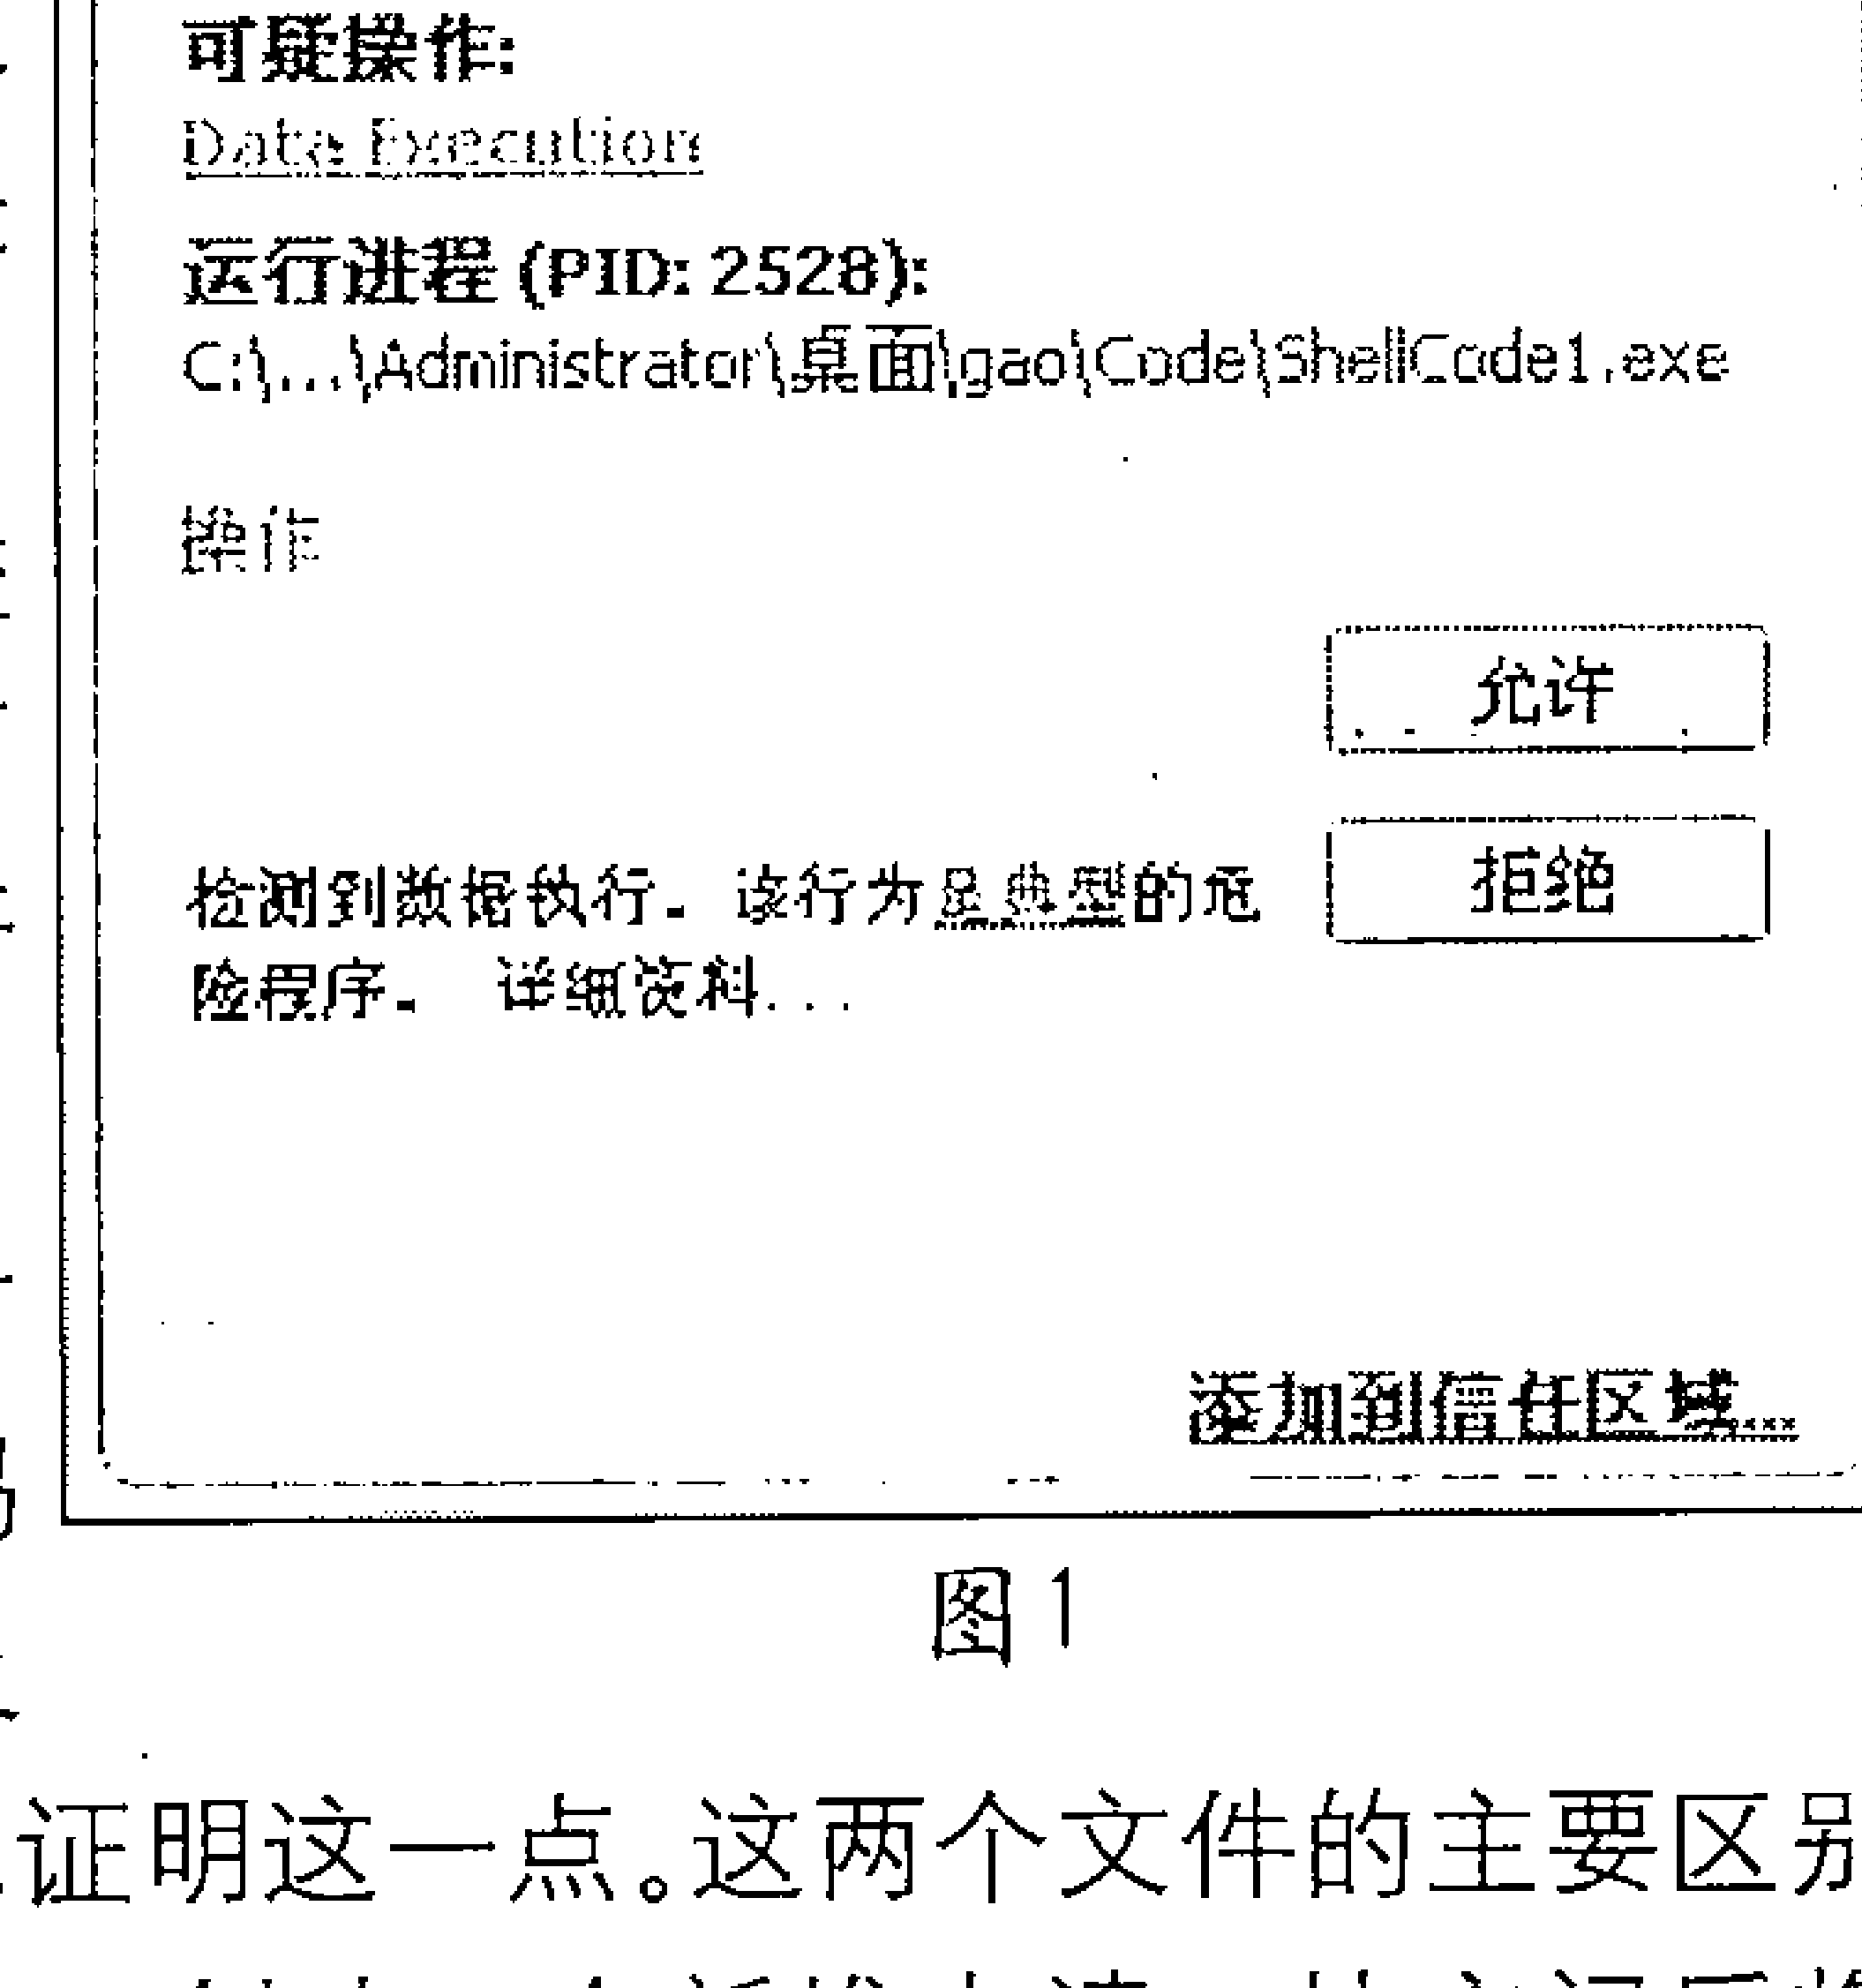 可疑操作:
Data Execution
运行进程 (PID: 2528):
C:\...\Administrator\桌面\gao\Code\ShellCode1.exe
操作
允许
检测到数据执行。该行为是典型的危
险程序。 详细资料...
拒绝
添加到信任区域...
图1
证明这一点。这两个文件的主要区别